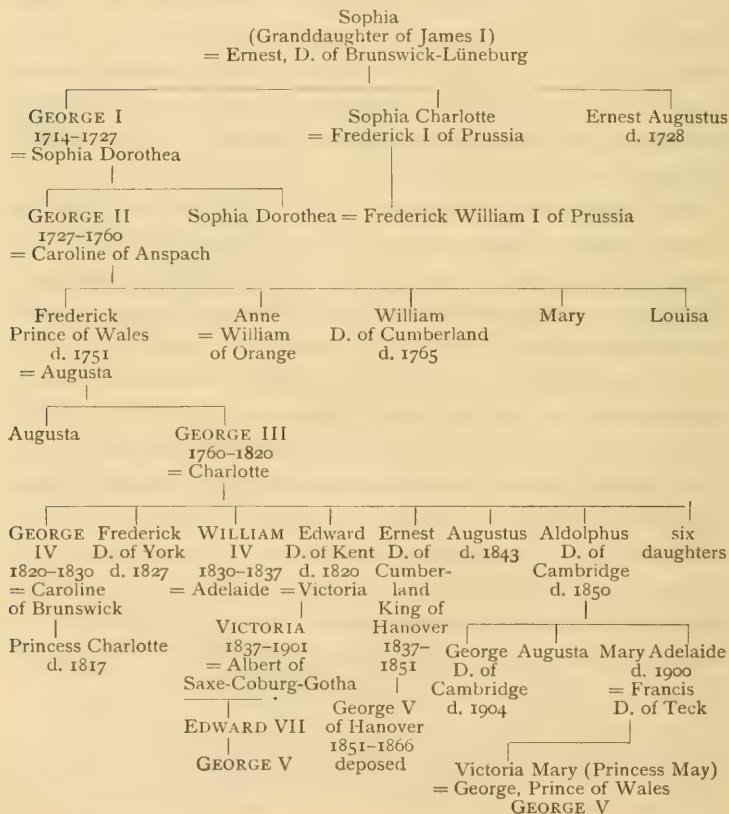 Sophia
(Granddaughter of James I)
= Ernest, D. of Brunswick-Lüneburg
GEORGE I
1714–1727
= Sophia Dorothea
Sophia Charlotte
= Frederick I of Prussia
Ernest Augustus
d. 1728
GEORGE II
1727–1760
= Caroline of Anspach
Sophia Dorothea = Frederick William I of Prussia
Frederick
Prince of Wales
d. 1751
= Augusta
Anne
= William
of Orange
William
D. of Cumberland
d. 1765
Mary
Louisa
Augusta
GEORGE III
1760–1820
= Charlotte
GEORGE
IV
1820–1830
= Caroline
of Brunswick
Princess Charlotte
d. 1817
Frederick
D. of York
d. 1827
WILLIAM
IV
1830–1837
= Adelaide
Edward
D. of Kent
d. 1820
= Victoria
VICTORIA
1837–1901
= Albert of
Saxe-Coburg-Gotha
EDWARD VII
GEORGE V
Ernest
D. of
Cumber-
land
King of
Hanover
1837–
1851
George V
of Hanover
1851–1866
deposed
Augustus
d. 1843
Aldolphus
D. of
Cambridge
d. 1850
six
daughters
George
D. of
Cambridge
d. 1904
Augusta
Mary Adelaide
d. 1900
= Francis
D. of Teck
Victoria Mary (Princess May)
= George, Prince of Wales
GEORGE V